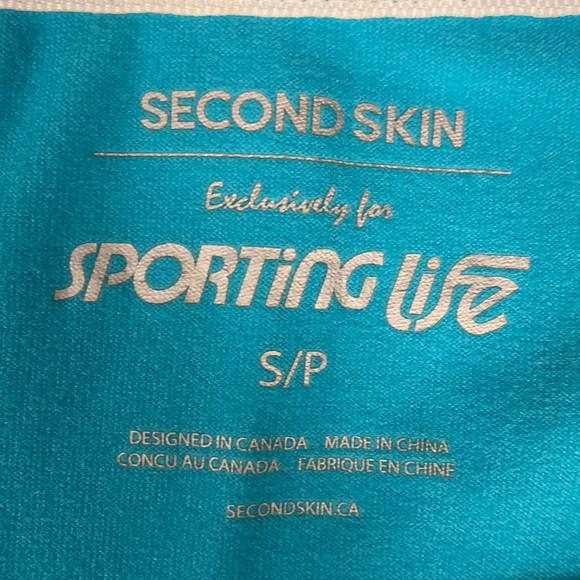 SECOND SKIN
Exclusively for
SPORTiNG Life
S/P
DESIGNED IN CANADA . MADE IN CHINA
CONCU AU CANADA . FABRIQUE EN CHINE
SECONDSKIN.CA